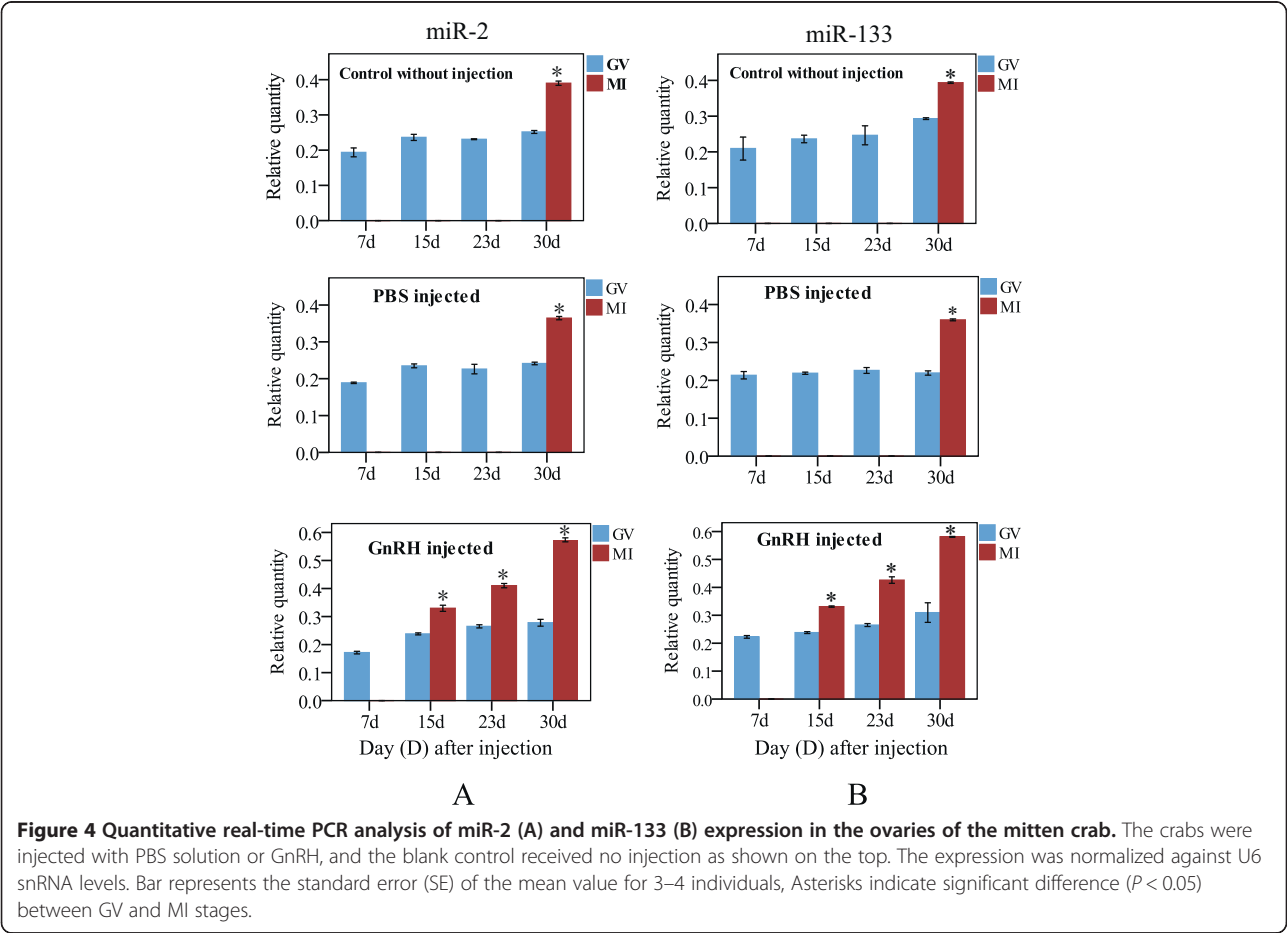 miR-2
miR-133
Control without injection
GV
MI
Relative quantity
0.4
0.3
0.2
0.1
0.0
7d
15d
23d
30d
*
Control without injection
GV
MI
Relative quantity
0.4
0.3
0.2
0.1
0.0
7d
15d
23d
30d
*
PBS injected
GV
MI
Relative quantity
0.4
0.3
0.2
0.1
0.0
7d
15d
23d
30d
*
PBS injected
GV
MI
Relative quantity
0.4
0.3
0.2
0.1
0.0
7d
15d
23d
30d
*
GnRH injected
GV
MI
Relative quantity
0.6
0.5
0.4
0.3
0.2
0.1
0.0
7d
15d
23d
30d
*
*
*
Day (D) after injection
A
GnRH injected
GV
MI
Relative quantity
0.6
0.5
0.4
0.3
0.2
0.1
0.0
7d
15d
23d
30d
*
*
*
Day (D) after injection
B
Figure 4 Quantitative real-time PCR analysis of miR-2 (A) and miR-133 (B) expression in the ovaries of the mitten crab. The crabs were
injected with PBS solution or GnRH, and the blank control received no injection as shown on the top. The expression was normalized against U6
snRNA levels. Bar represents the standard error (SE) of the mean value for 3–4 individuals, Asterisks indicate significant difference (P < 0.05)
between GV and MI stages.